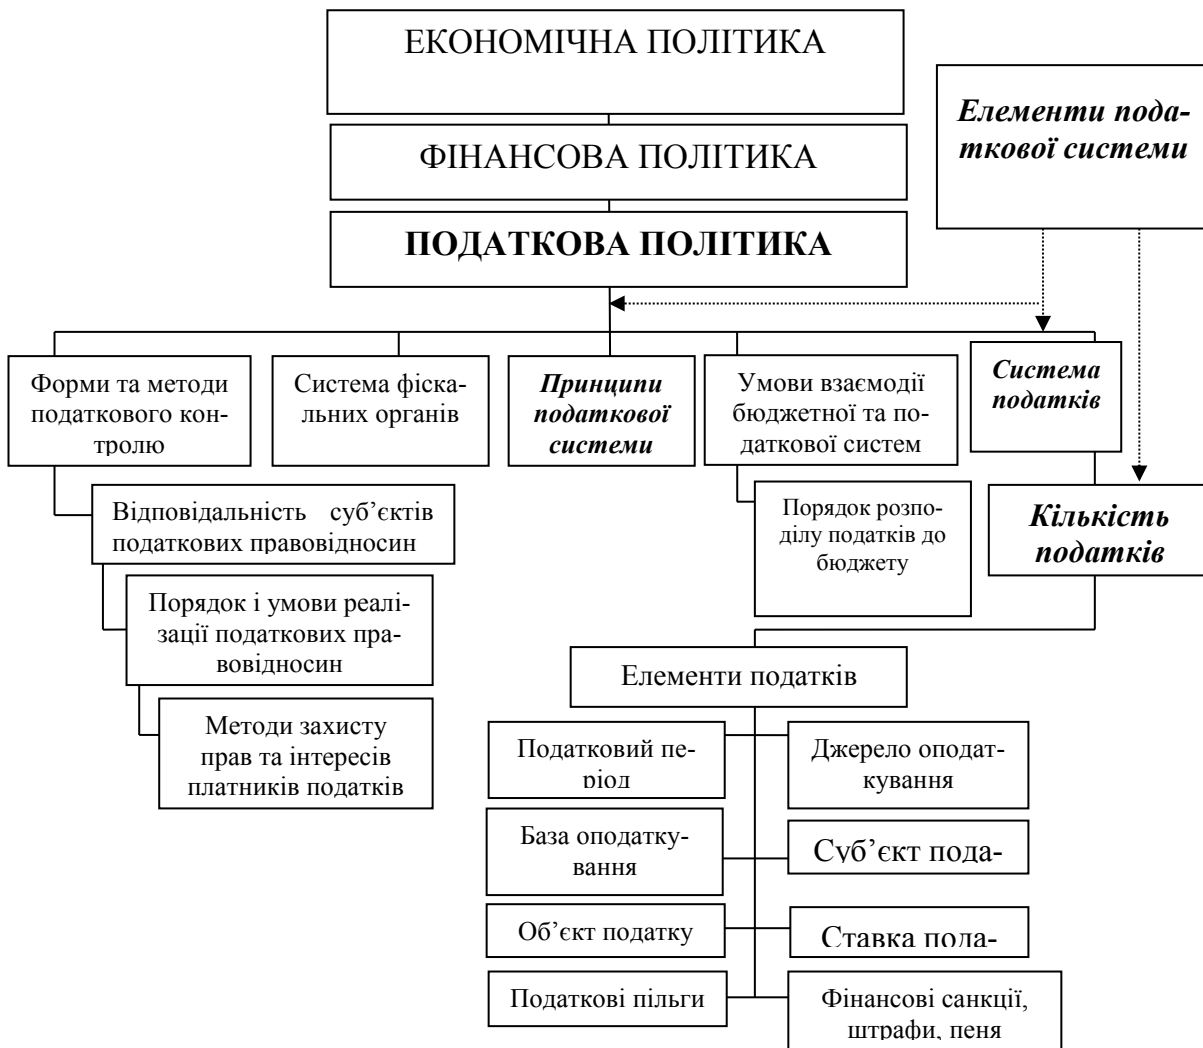 ЕКОНОМІЧНА ПОЛІТИКА
Елементи пода-
ткової системи
ФІНАНСОВА ПОЛІТИКА
ПОДАТКОВА ПОЛІТИКА
Форми та методи
податкового кон-
тролю
Система фіска-
льних органів
Принципи
податкової
системи
Умови взаємодії
бюджетної та по-
даткової систем
Система
податків
Відповідальність суб’єктів
податкових правовідносин
Порядок розпо-
ділу податків до
бюджету
Кількість
податків
Порядок і умови реалі-
зації податкових пра-
вовідносин
Методи захисту
прав та інтересів
платників податків
Елементи податків
Податковий пе-
ріод
Джерело оподат-
кування
База оподатку-
вання
Суб’єкт пода-
Об’єкт податку
Ставка пода-
Податкові пільги
Фінансові санкції,
штрафи, пеня